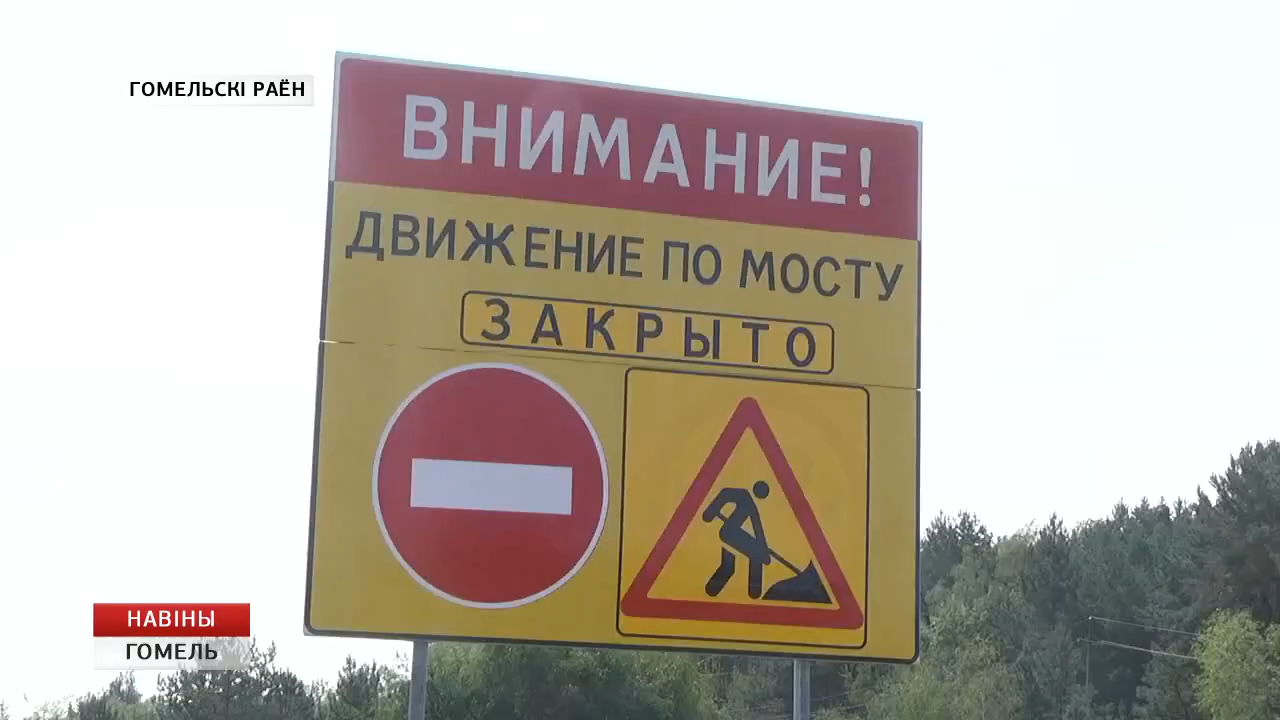 ГОМЕЛЬСКІ РАЁН
ВНИМАНИЕ!
ДВИЖЕНИЕ ПО МОСТУ
ЗАКРЫТО
НАВІНЫ
ГОМЕЛЬ